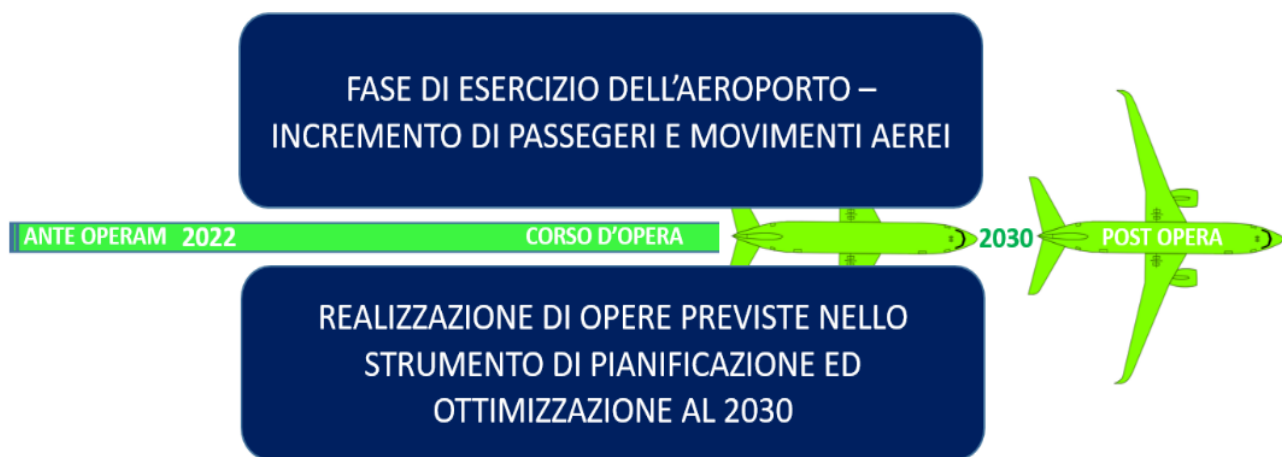 FASE DI ESERCIZIO DELL'AEROPORTO –
INCREMENTO DI PASSEGERI E MOVIMENTI AEREI
ANTE OPERAM 2022 CORSO D'OPERA 2030 POST OPERA
REALIZZAZIONE DI OPERE PREVISTE NELLO
STRUMENTO DI PIANIFICAZIONE ED
OTTIMIZZAZIONE AL 2030